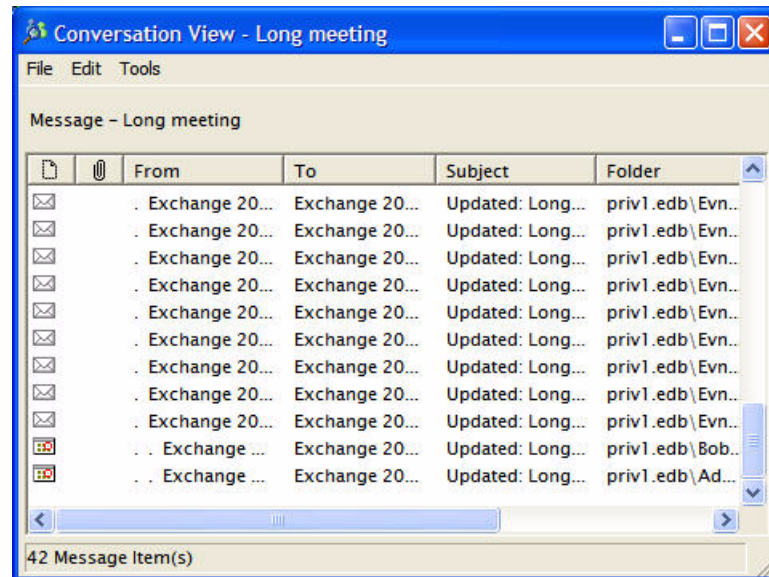 Conversation View - Long meeting
File Edit Tools
Message – Long meeting
From To Subject Folder
. Exchange 20... Exchange 20... Updated: Long... priv1.edb\Evn...
. Exchange 20... Exchange 20... Updated: Long... priv1.edb\Evn...
. Exchange 20... Exchange 20... Updated: Long... priv1.edb\Evn...
. Exchange 20... Exchange 20... Updated: Long... priv1.edb\Evn...
. Exchange 20... Exchange 20... Updated: Long... priv1.edb\Evn...
. Exchange 20... Exchange 20... Updated: Long... priv1.edb\Evn...
. Exchange 20... Exchange 20... Updated: Long... priv1.edb\Evn...
. Exchange 20... Exchange 20... Updated: Long... priv1.edb\Evn...
. Exchange 20... Exchange 20... Updated: Long... priv1.edb\Evn...
. . Exchange ... Exchange 20... Updated: Long... priv1.edb\Bob...
. . Exchange ... Exchange 20... Updated: Long... priv1.edb\Ad...
42 Message Item(s)